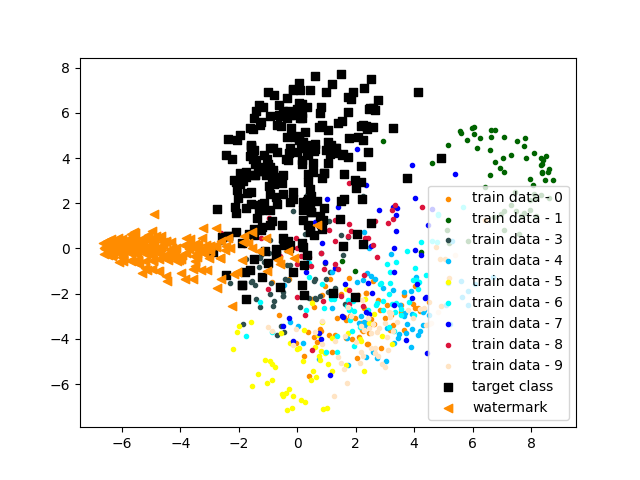 8
6
4
2
0
−2
−4
−6
−6 −4 −2 0 2 4 6 8
train data - 0
train data - 1
train data - 3
train data - 4
train data - 5
train data - 6
train data - 7
train data - 8
train data - 9
target class
watermark